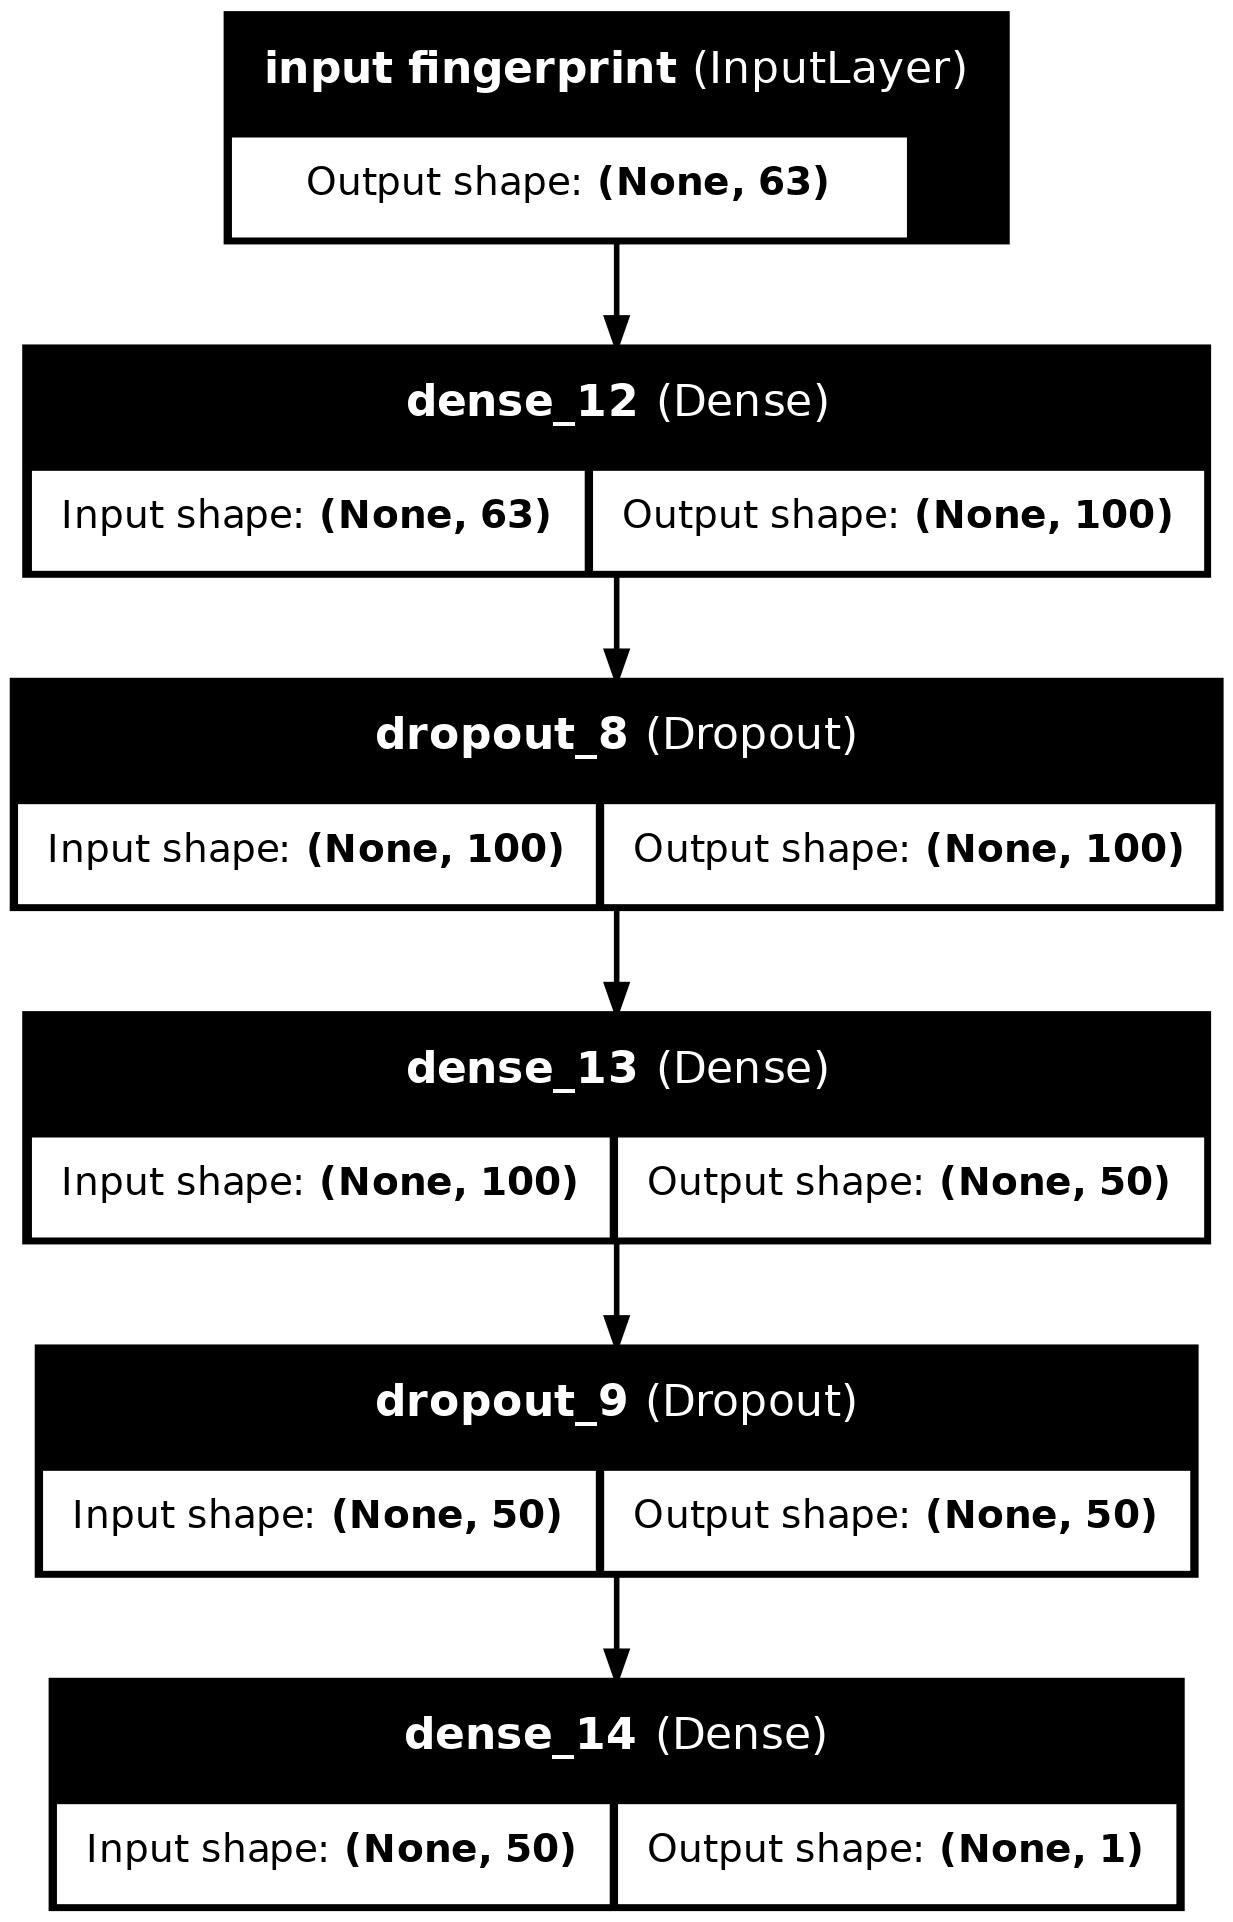 input fingerprint (InputLayer)
Output shape: (None, 63)
dense_12 (Dense)
Input shape: (None, 63) Output shape: (None, 100)
dropout_8 (Dropout)
Input shape: (None, 100) Output shape: (None, 100)
dense_13 (Dense)
Input shape: (None, 100) Output shape: (None, 50)
dropout_9 (Dropout)
Input shape: (None, 50) Output shape: (None, 50)
dense_14 (Dense)
Input shape: (None, 50) Output shape: (None, 1)